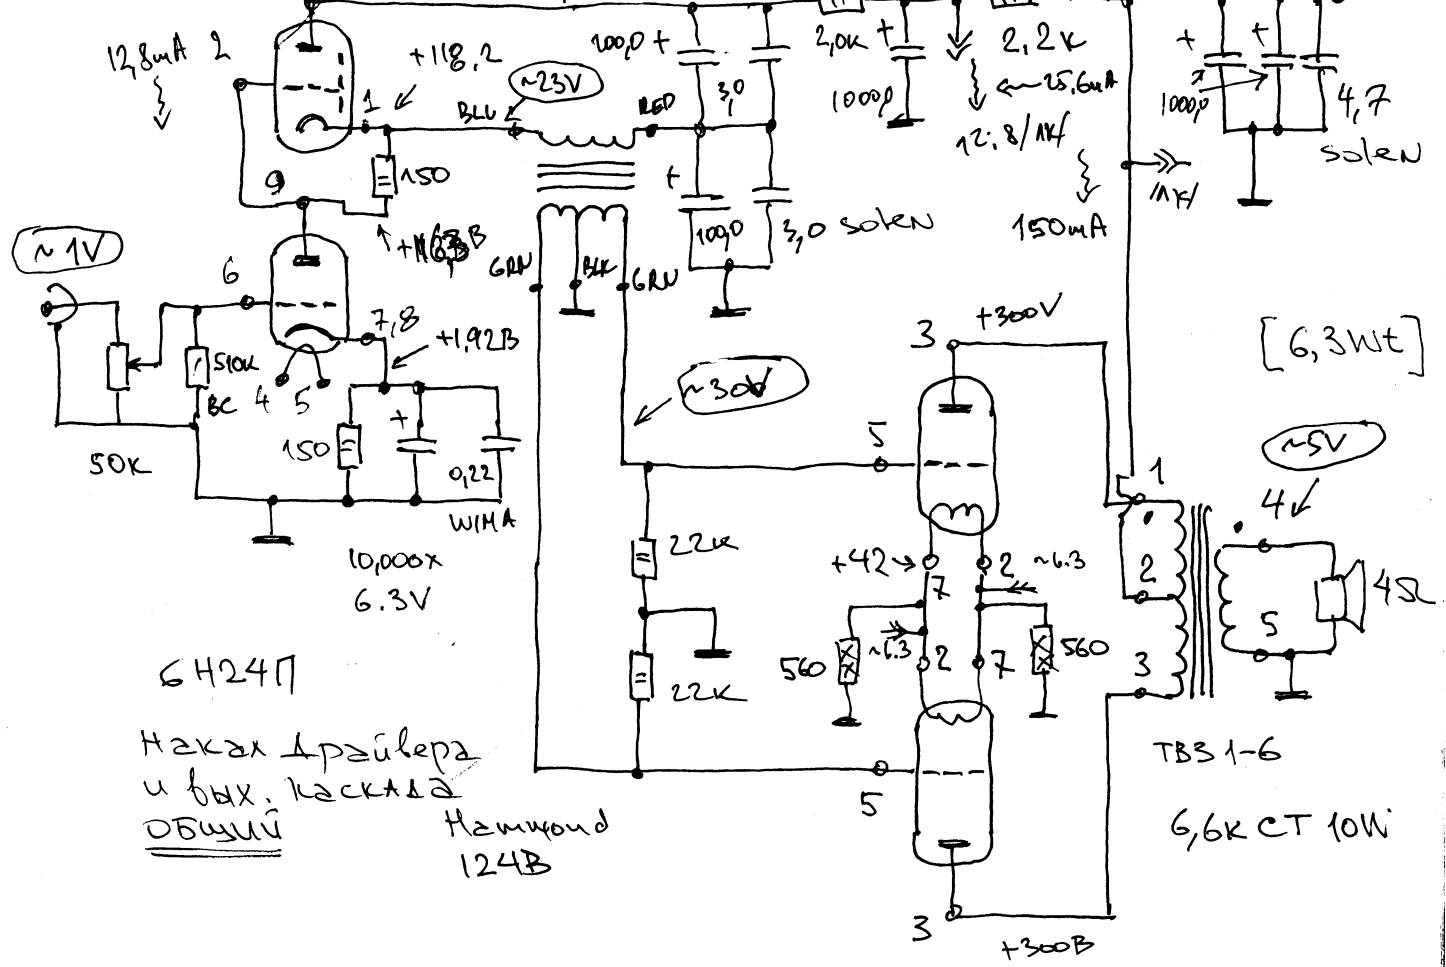 12,8mA 2
+118,2
~23V
BLU
RED
1
100,0 +
3,0
2,0K
+
1000,0
2,2K
25,6mA
12.8/1K/
150mA
/1K/
+
+
1000,0
4,7
SOLEN
9
150
+
100,0
3,0 SOLEN
GRN
BLK
GRN
~1V
6
7,8
+1,92В
510K
BC
4 5
50K
150
+
0,22
WIMA
10,000x
6.3V
~30V
3
+300V
[6,3Wt]
5
~5V
1
4
22K
+42
7
2
~6.3
2
4Ω
5
560
~6.3
2
7
560
3
22K
6Н24П
Накал драйвера
и вых. каскада
ОБЩИЙ
Hammond
124B
5
ТВЗ 1-6
6,6K CT 10W
3
+300В